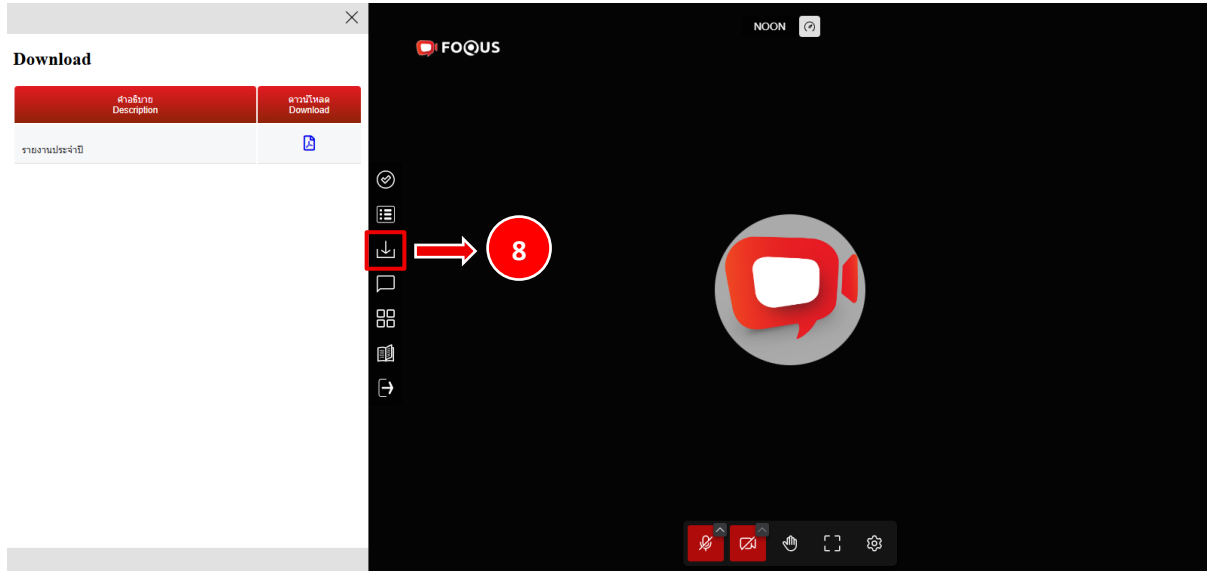 NOON
FOQUS
Download
คำอธิบาย
Description
ดาวน์โหลด
Download
รายงานประจำปี
8